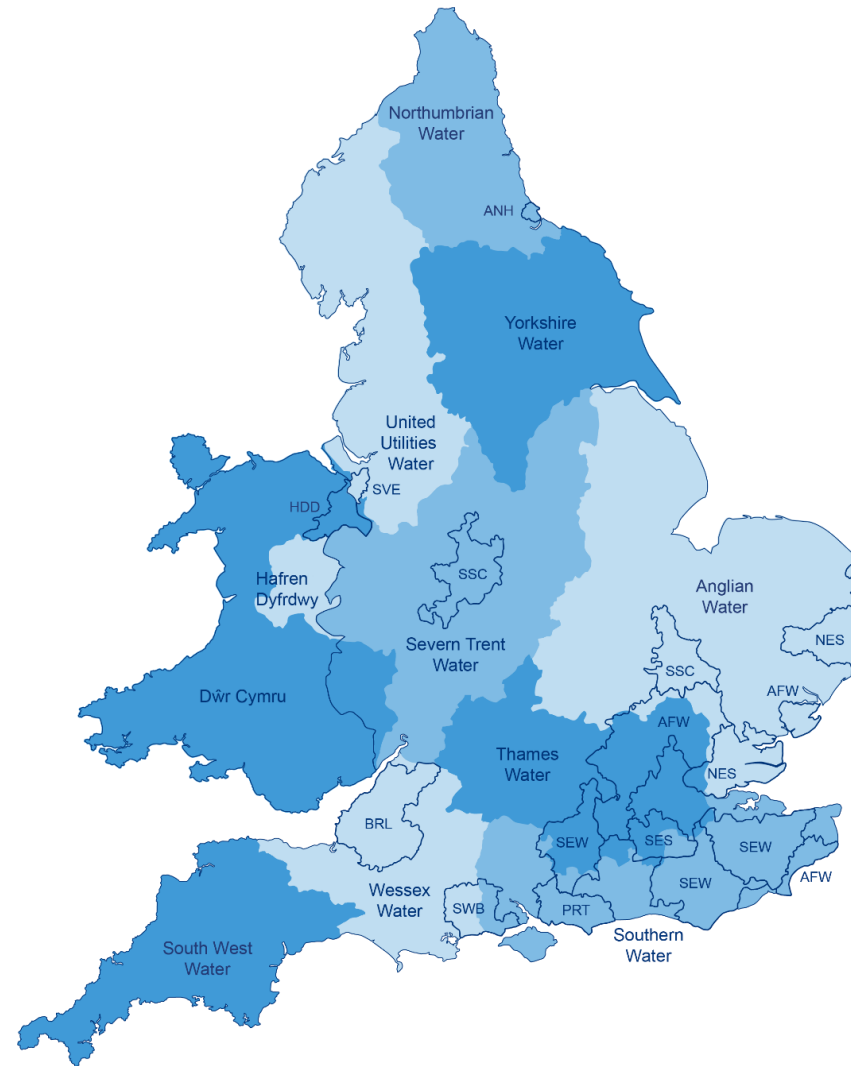 Northumbrian
Water
ANH
Yorkshire
Water
United
Utilities
Water
SVE
HDD
SSC
Hafren
Dyfrdwy
Anglian
Water
NES
Severn Trent
Water
SSC
Dŵr Cymru
AFW
AFW
Thames
Water
NES
BRL
SEW
SES
SEW
AFW
Wessex
Water
SEW
SWB
PRT
Southern
Water
South West
Water